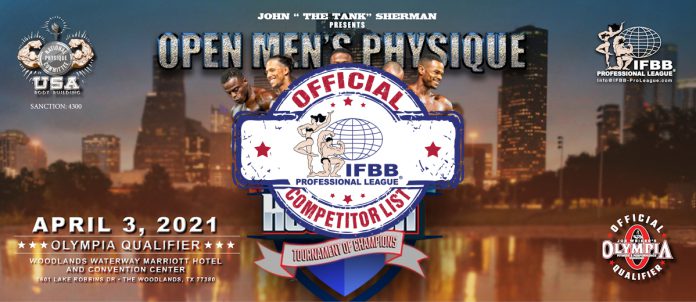 JOHN " THE TANK" SHERMAN
PRESENTS
OPEN MEN'S PHYSIQUE
NATIONAL
PHYSIQUE
COMMITTEE
USA
BODY BUILDING
SANCTION: 4300
IFBB
PROFESSIONAL LEAGUE®
info@IFBB-ProLeague.com
OFFICIAL
IFBB
PROFESSIONAL LEAGUE®
COMPETITOR LIST
TOURNAMENT OF CHAMPIONS
APRIL 3, 2021
OLYMPIA QUALIFIER
WOODLANDS WATERWAY MARRIOTT HOTEL
AND CONVENTION CENTER
1601 LAKE ROBBINS DR • THE WOODLANDS, TX 77380
OFFICIAL
JOE WEIDER'S
OLYMPIA
QUALIFIER